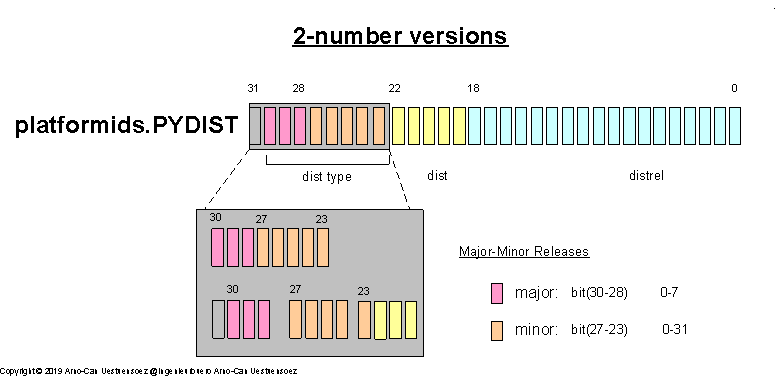 2-number versions
31 28 22 18 0
platformids.PYDIST
dist type dist distrel
30 27 23
Major-Minor Releases
30 27 23
major: bit(30-28) 0-7
minor: bit(27-23) 0-31
Copyright © 2019 Arno-Can Uestuensoez @Ingenieurbuero Arno-Can Uestuensoez